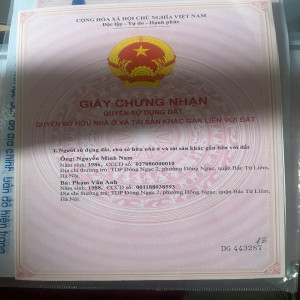 CỘNG HÒA XÃ HỘI CHỦ NGHĨA VIỆT NAM
Độc lập - Tự do - Hạnh phúc
GIẤY CHỨNG NHẬN
QUYỀN SỬ DỤNG ĐẤT,
QUYỀN SỞ HỮU NHÀ Ở VÀ TÀI SẢN KHÁC GẮN LIỀN VỚI ĐẤT
I. Người sử dụng đất, chủ sở hữu nhà ở và tài sản khác gắn liền với đất
Ông: Nguyễn Minh Nam
Năm sinh: 1986, CCCD số: 027086000010
Địa chỉ thường trú: TDP Đông Ngạc 2, phường Đông Ngạc, quận Bắc Từ Liêm,
Hà Nội.
Bà: Phạm Vân Anh
Năm sinh: 1988, CCCD số: 001188038593
Địa chỉ thường trú: TDP Đông Ngạc 2, phường Đông Ngạc, quận Bắc Từ Liêm,
Hà Nội.
DG 443287